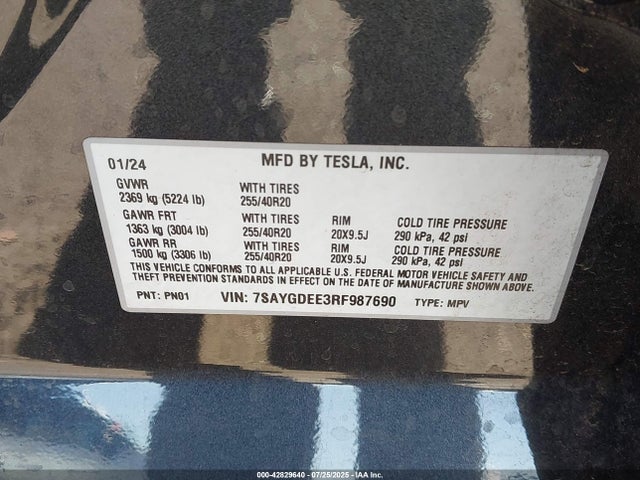 01/24 MFD BY TESLA, INC.
GVWR WITH TIRES
2369 kg (5224 lb) 255/40R20
GAWR FRT WITH TIRES RIM COLD TIRE PRESSURE
1363 kg (3004 lb) 255/40R20 20X9.5J 290 kPa, 42 psi
GAWR RR WITH TIRES RIM COLD TIRE PRESSURE
1500 kg (3306 lb) 255/40R20 20X9.5J 290 kPa, 42 psi
THIS VEHICLE CONFORMS TO ALL APPLICABLE U.S. FEDERAL MOTOR VEHICLE SAFETY AND
THEFT PREVENTION STANDARDS IN EFFECT ON THE DATE OF MANUFACTURE SHOWN ABOVE.
PNT: PN01 VIN: 7SAYGDEE3RF987690 TYPE: MPV
00-42829640 - 07/25/2025 - IAA Inc.